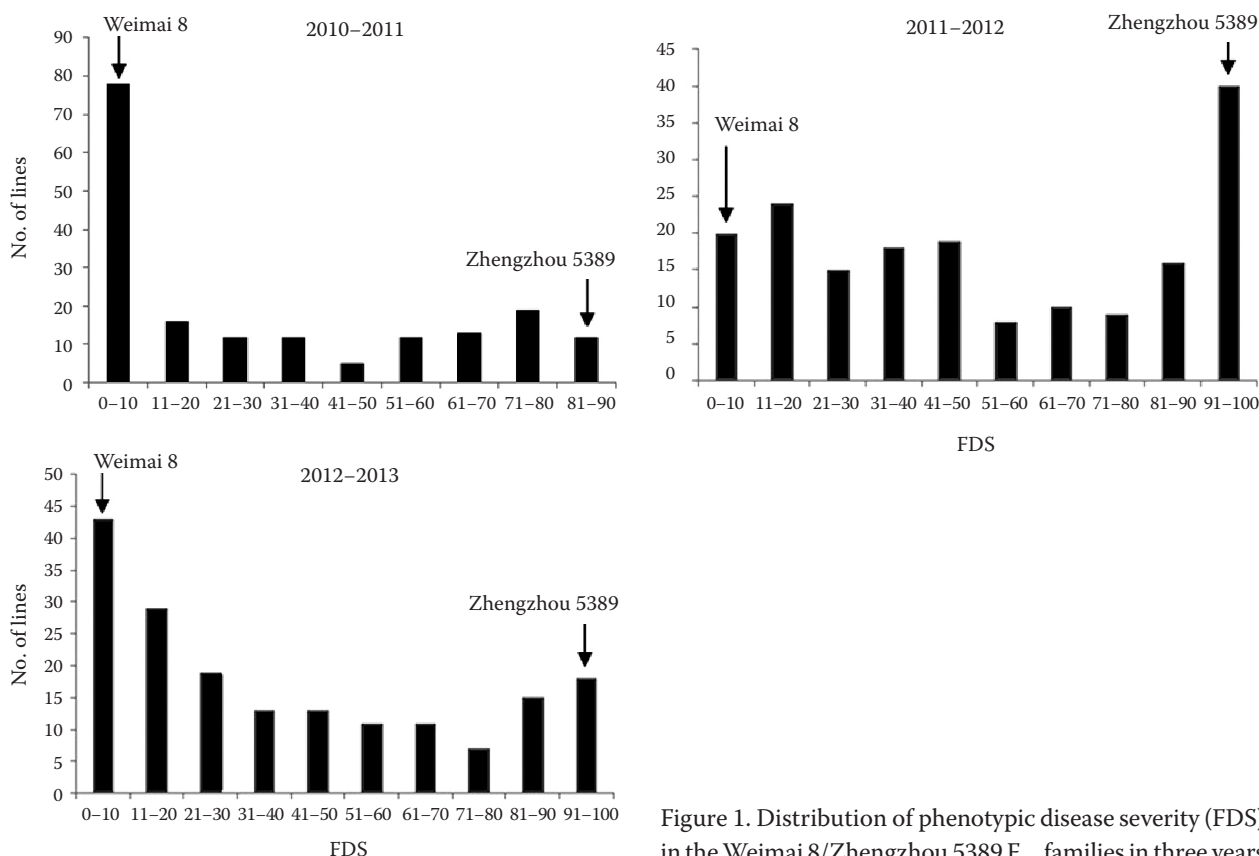 Weimai 8
2010–2011
90
80
70
60
50
40
30
20
10
0
No. of lines
Zhengzhou 5389
0–10 11–20 21–30 31–40 41–50 51–60 61–70 71–80 81–90
Zhengzhou 5389
2011–2012
45
40
35
30
25
20
15
10
5
0
Weimai 8
0–10 11–20 21–30 31–40 41–50 51–60 61–70 71–80 81–90 91–100
FDS
Weimai 8
2012–2013
50
45
40
35
30
25
20
15
10
5
0
No. of lines
Zhengzhou 5389
0–10 11–20 21–30 31–40 41–50 51–60 61–70 71–80 81–90 91–100
FDS
Figure 1. Distribution of phenotypic disease severity (FDS)
in the Weimai 8/Zhengzhou 5389 F families in three years